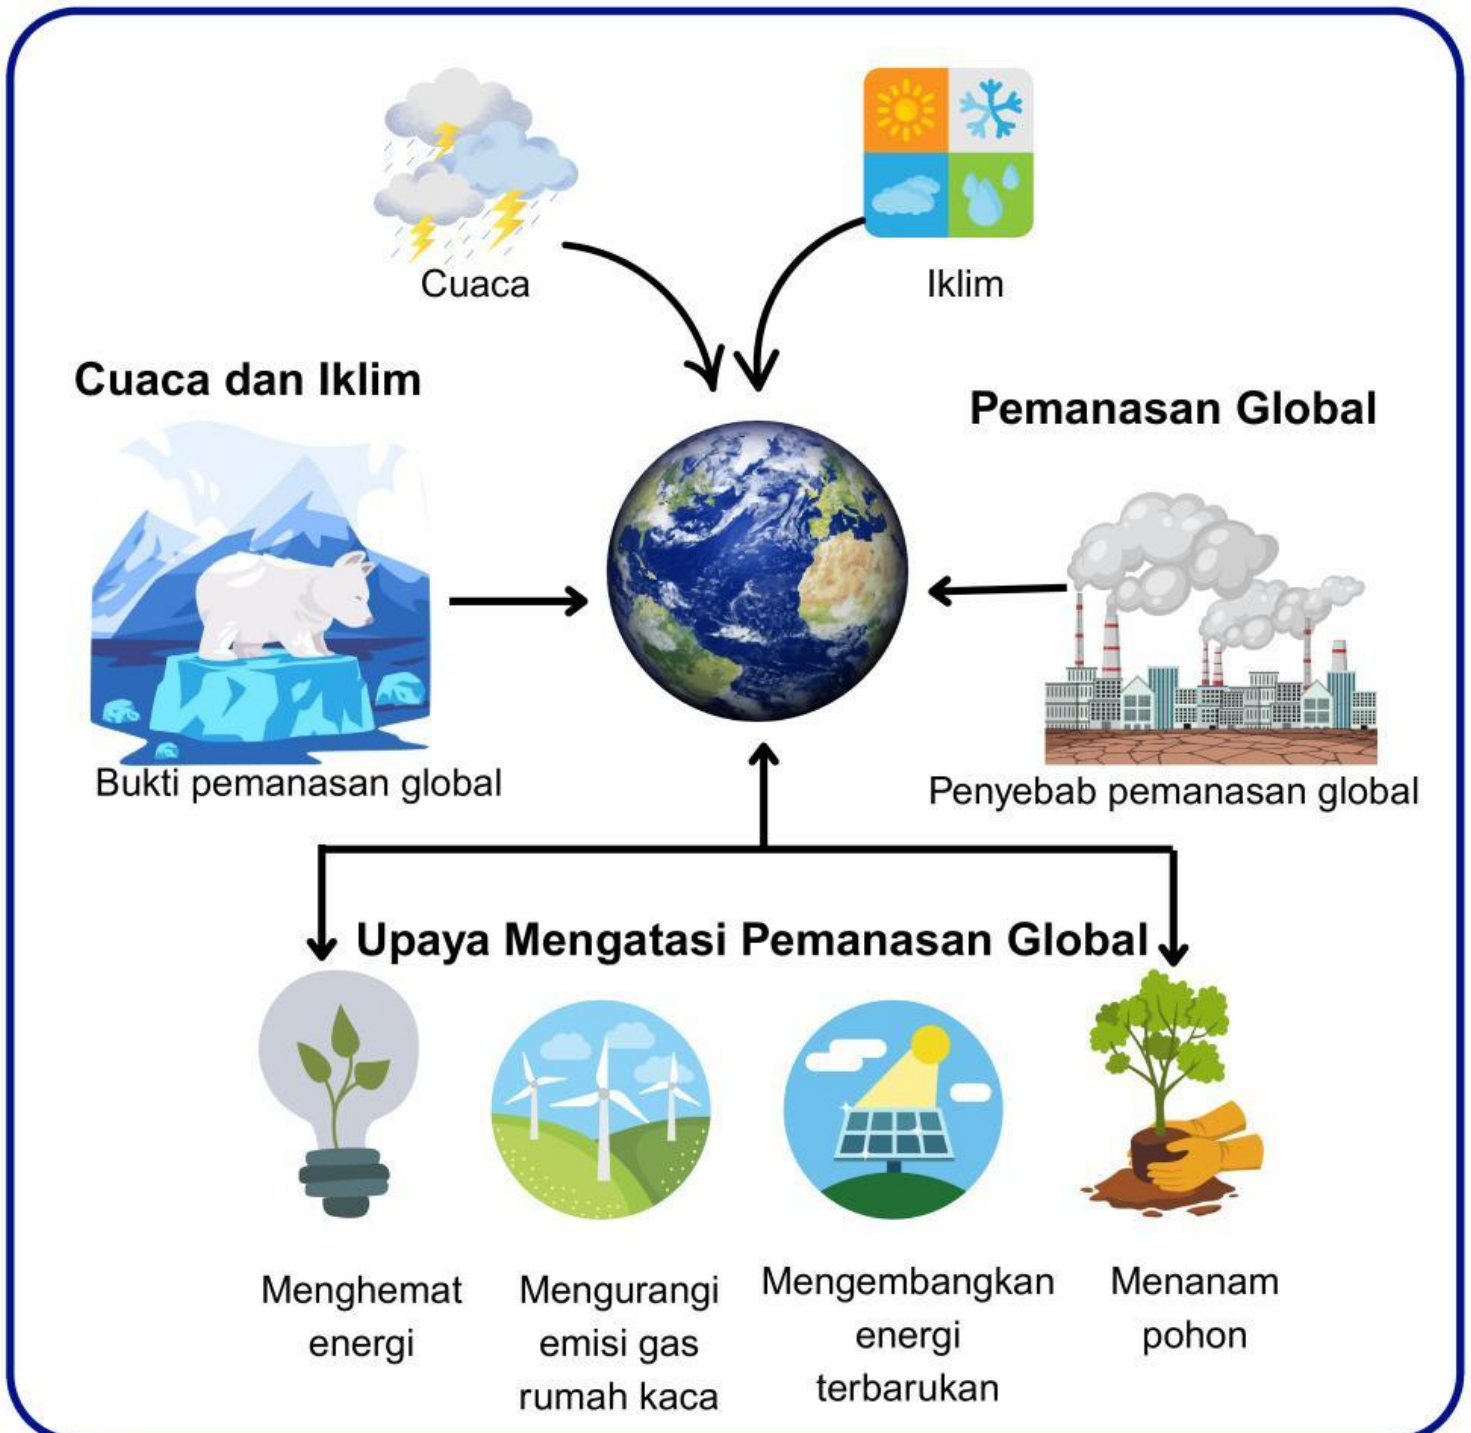 Cuaca
Iklim
Cuaca dan Iklim
Pemanasan Global
Bukti pemanasan global
Penyebab pemanasan global
Upaya Mengatasi Pemanasan Global
Menghemat
energi
Mengurangi
emisi gas
rumah kaca
Mengembangkan
energi
terbarukan
Menanam
pohon